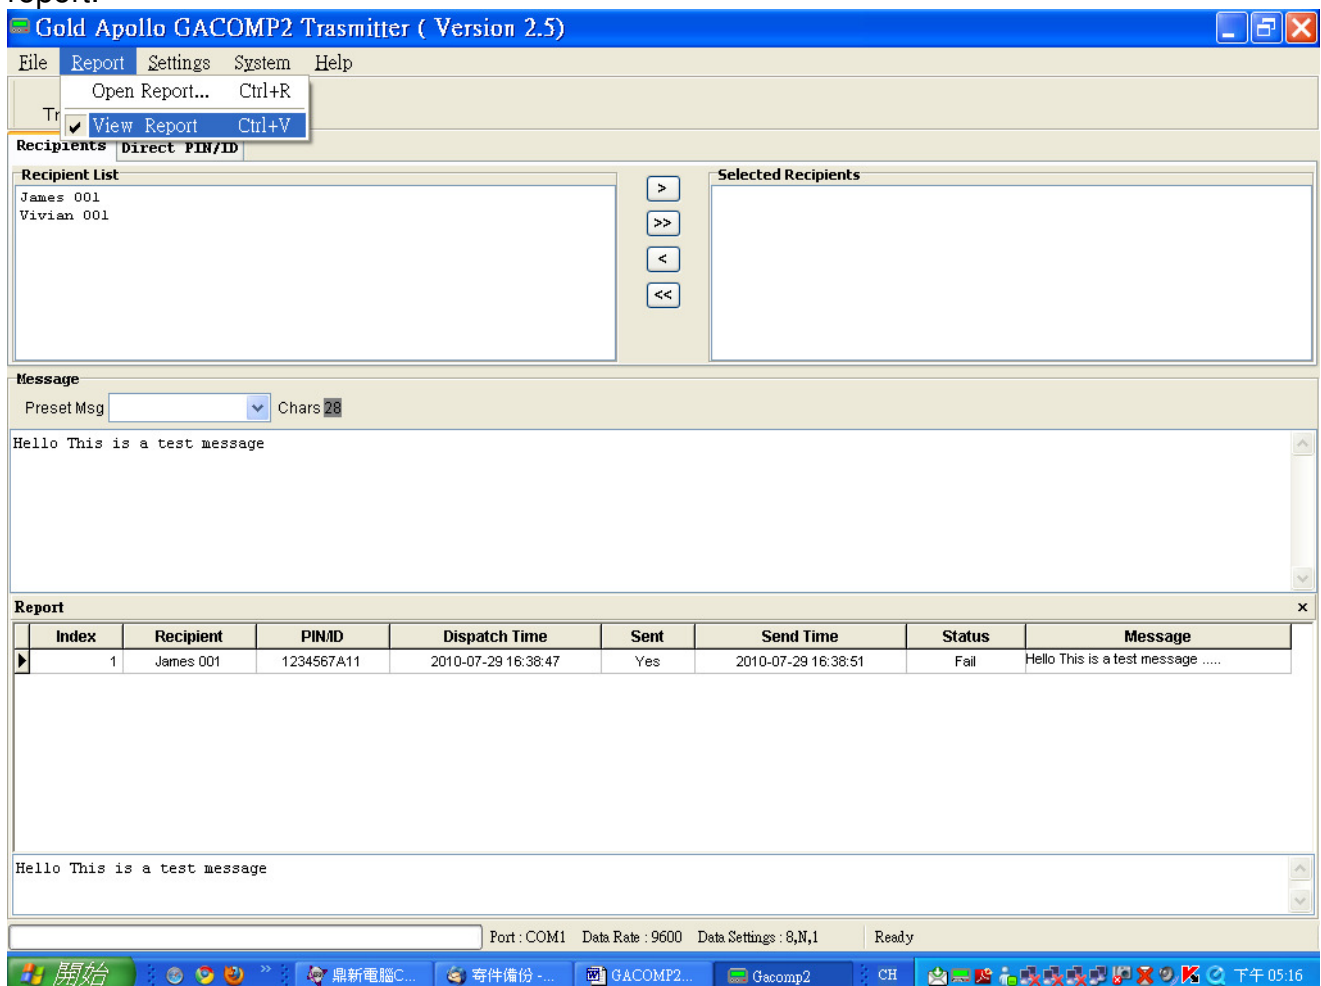 report.
Gold Apollo GACOMP2 Trasmitter ( Version 2.5)
File Report Settings System Help
Open Report... Ctrl+R
Tr
View Report Ctrl+V
Recipients Direct PIN/ID
Recipient List Selected Recipients
James 001
Vivian 001
>
>>
<
<<
Message
Preset Msg Chars 28
Hello This is a test message
Report x
Index Recipient PIN/ID Dispatch Time Sent Send Time Status Message
1 James 001 1234567A11 2010-07-29 16:38:47 Yes 2010-07-29 16:38:51 Fail Hello This is a test message .....
Hello This is a test message
Port : COM1 Data Rate : 9600 Data Settings : 8,N,1 Ready
開始 » 鼎新電腦C... 寄件備份 -... GACOMP2... Gacomp2 CH 下午 05:16